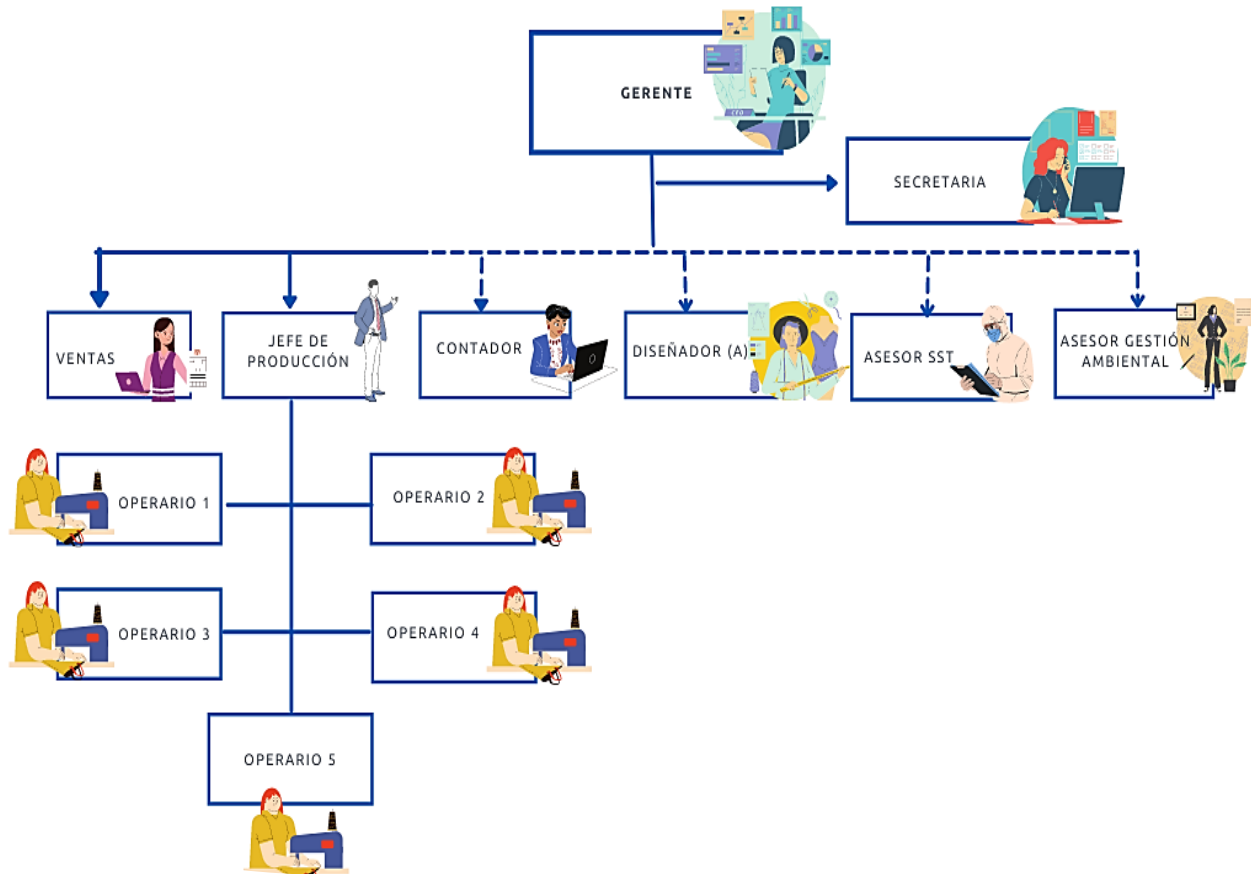 GERENTE
CEO
SECRETARIA
VENTAS
JEFE DE
PRODUCCIÓN
CONTADOR
DISEÑADOR (A)
ASESOR SST
ASESOR GESTIÓN
AMBIENTAL
OPERARIO 1
OPERARIO 2
OPERARIO 3
OPERARIO 4
OPERARIO 5